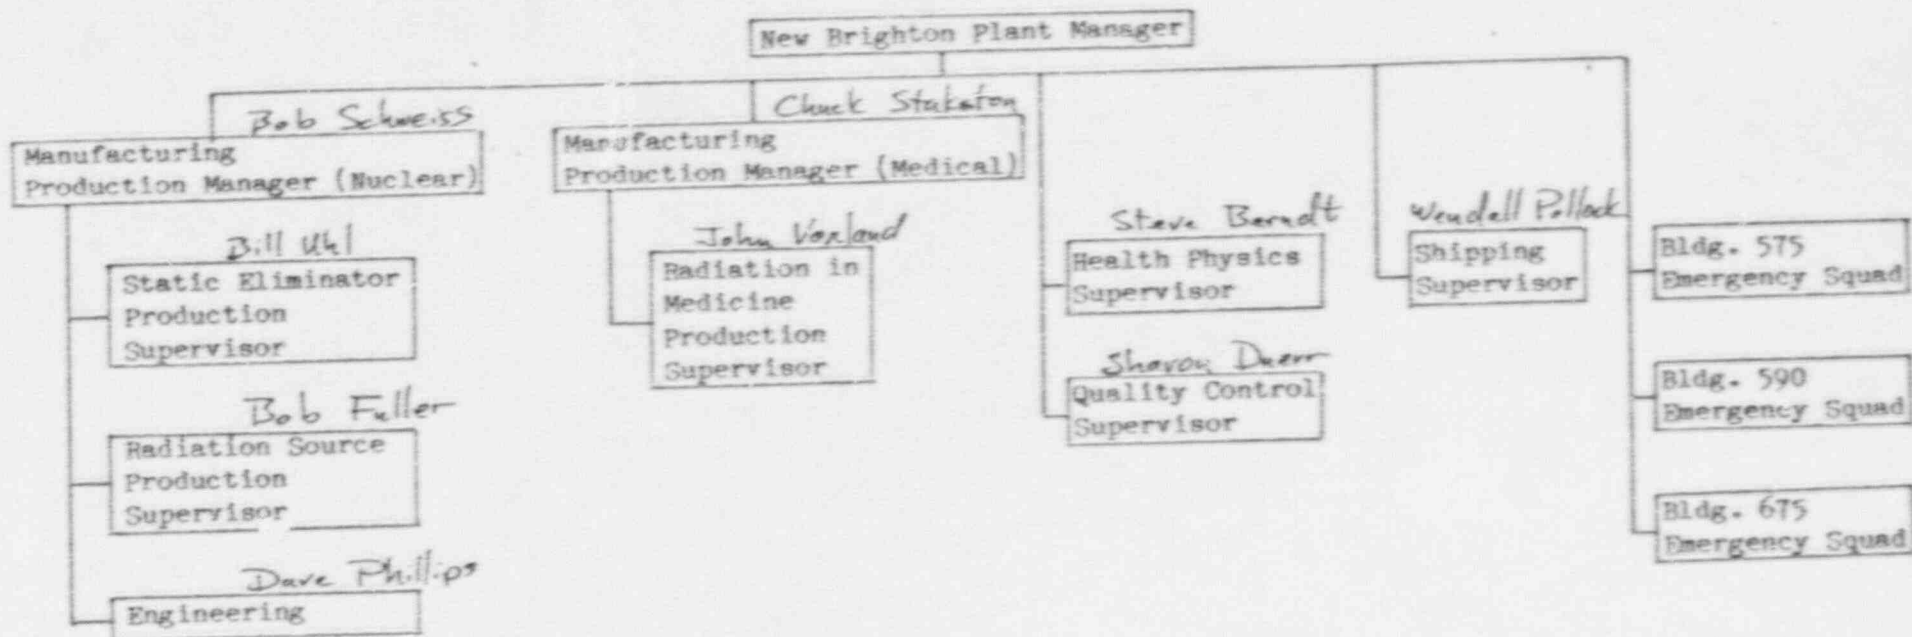 New Brighton Plant Manager
Bob Schweiss
Manufacturing
Production Manager (Nuclear)
Bill Uhl
Static Eliminator
Production
Supervisor
Bob Fuller
Radiation Source
Production
Supervisor
Dave Phillips
Engineering
Chuck
Manufacturing
Production Manager (Medical)
John
Radiation in
Medicine
Production
Supervisor
Steve Berndt
Health Physics
Supervisor
Sharon Duerr
Quality Control
Supervisor
Wendell Pollock
Shipping
Supervisor
Bldg. 575
Emergency Squad
Bldg. 590
Emergency Squad
Bldg. 675
Emergency Squad